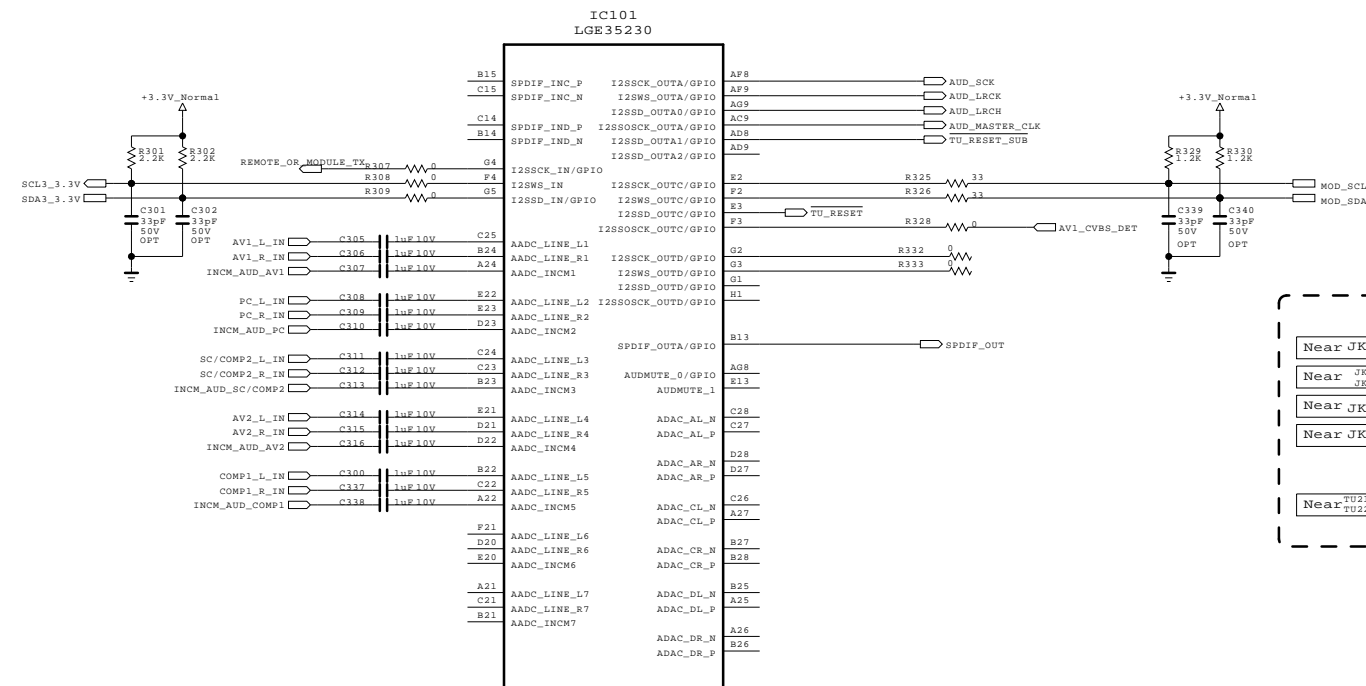 IC101
LGE35230
+3.3V_Normal
R301
2.2K
R302
2.2K
REMOTE_OR_MODULE_TX
R307
0
R308
0
R309
0
SCL3_3.3V
SDA3_3.3V
C301
33pF
50V
OPT
C302
33pF
50V
OPT
AV1_L_IN C305 1uF 10V C25 AADC_LINE_L1
AV1_R_IN C306 1uF 10V B24 AADC_LINE_R1
INCM_AUD_AV1 C307 1uF 10V A24 AADC_INCM1
PC_L_IN C308 1uF 10V E22 AADC_LINE_L2
PC_R_IN C309 1uF 10V E23 AADC_LINE_R2
INCM_AUD_PC C310 1uF 10V D23 AADC_INCM2
SC/COMP2_L_IN C311 1uF 10V C24 AADC_LINE_L3
SC/COMP2_R_IN C312 1uF 10V C23 AADC_LINE_R3
INCM_AUD_SC/COMP2 C313 1uF 10V B23 AADC_INCM3
AV2_L_IN C314 1uF 10V E21 AADC_LINE_L4
AV2_R_IN C315 1uF 10V D21 AADC_LINE_R4
INCM_AUD_AV2 C316 1uF 10V D22 AADC_INCM4
COMP1_L_IN C300 1uF 10V B22 AADC_LINE_L5
COMP1_R_IN C337 1uF 10V C22 AADC_LINE_R5
INCM_AUD_COMP1 C338 1uF 10V A22 AADC_INCM5
F21 AADC_LINE_L6
D20 AADC_LINE_R6
E20 AADC_INCM6
A21 AADC_LINE_L7
C21 AADC_LINE_R7
B21 AADC_INCM7
B15 SPDIF_INC_P
C15 SPDIF_INC_N
C14 SPDIF_IND_P
B14 SPDIF_IND_N
G4 I2SSCK_IN/GPIO
F4 I2SWS_IN
G5 I2SSD_IN/GPIO
I2SSCK_OUTA/GPIO AF8 AUD_SCK
I2SWS_OUTA/GPIO AF9 AUD_LRCK
I2SSD_OUTA0/GPIO AG9 AUD_LRCH
I2SSOSCK_OUTA/GPIO AC9 AUD_MASTER_CLK
I2SSD_OUTA1/GPIO AD8 TU_RESET_SUB
I2SSD_OUTA2/GPIO AD9
I2SSCK_OUTC/GPIO E2 R325 33
I2SWS_OUTC/GPIO F2 R326 33
I2SSD_OUTC/GPIO E3 TU_RESET
I2SSOSCK_OUTC/GPIO F3 R328 0 AV1_CVBS_DET
I2SSCK_OUTD/GPIO G2 R332 0
I2SWS_OUTD/GPIO G3 R333 0
I2SSD_OUTD/GPIO G1
I2SSOSCK_OUTD/GPIO H1
SPDIF_OUTA/GPIO B13 SPDIF_OUT
AUDMUTE_0/GPIO AG8
AUDMUTE_1 E13
ADAC_AL_N C28
ADAC_AL_P C27
ADAC_AR_N D28
ADAC_AR_P D27
ADAC_CL_N C26
ADAC_CL_P A27
ADAC_CR_N B27
ADAC_CR_P B28
ADAC_DL_N B25
ADAC_DL_P A25
ADAC_DR_N A26
ADAC_DR_P B26
+3.3V_Normal
R329
1.2K
R330
1.2K
MOD_SCL
MOD_SDA
C339
33pF
50V
OPT
C340
33pF
50V
OPT
Near JK
Near JK
JK
Near JK
Near JK
Near TU2
TU22